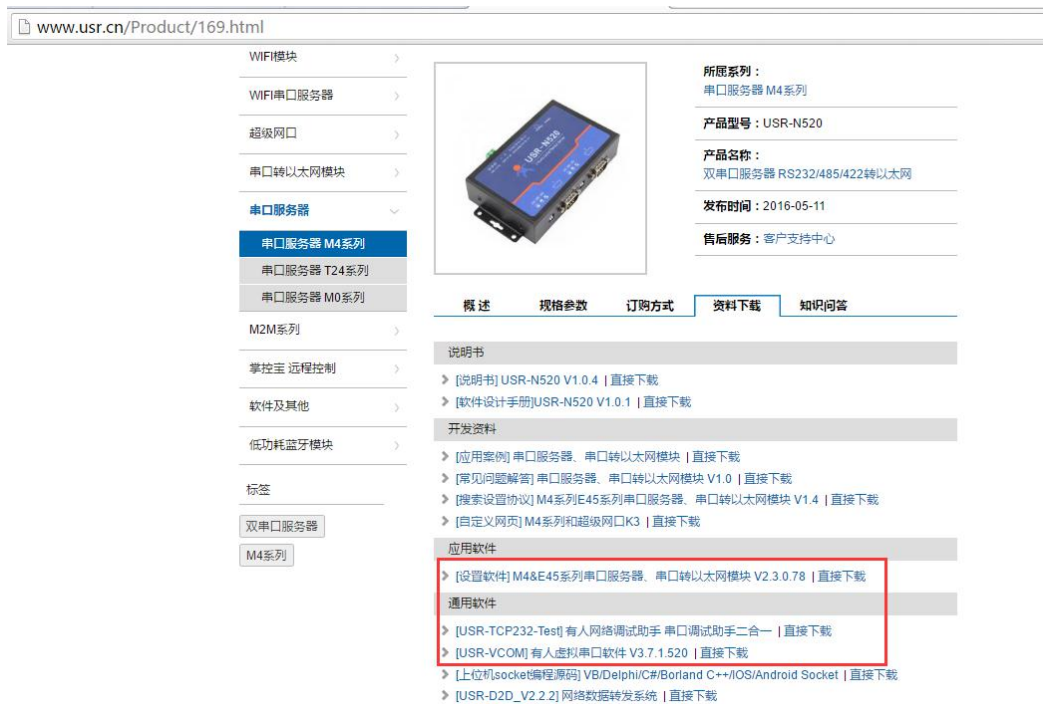 www.usr.cn/Product/169.html
WIFI模块
WIFI串口服务器
超级网口
串口转以太网模块
串口服务器
串口服务器 M4系列
串口服务器 T24系列
串口服务器 M0系列
M2M系列
掌控宝 远程控制
软件及其他
低功耗蓝牙模块
标签
双串口服务器
M4系列
USR-N520
所属系列：
串口服务器 M4系列
产品型号：USR-N520
产品名称：
双串口服务器 RS232/485/422转以太网
发布时间：2016-05-11
售后服务：客户支持中心
概 述 规格参数 订购方式 资料下载 知识问答
说明书
[说明书] USR-N520 V1.0.4 | 直接下载
[软件设计手册]USR-N520 V1.0.1 | 直接下载
开发资料
[应用案例] 串口服务器、串口转以太网模块 | 直接下载
[常见问题解答] 串口服务器、串口转以太网模块 V1.0 | 直接下载
[搜索设置协议] M4系列E45系列串口服务器、串口转以太网模块 V1.4 | 直接下载
[自定义网页] M4系列和超级网口K3 | 直接下载
应用软件
[设置软件] M4&E45系列串口服务器、串口转以太网模块 V2.3.0.78 | 直接下载
通用软件
[USR-TCP232-Test] 有人网络调试助手 串口调试助手二合一 | 直接下载
[USR-VCOM] 有人虚拟串口软件 V3.7.1.520 | 直接下载
[上位机socket编程源码] VB/Delphi/C#/Borland C++/IOS/Android Socket | 直接下载
[USR-D2D_V2.2.2] 网络数据转发系统 | 直接下载